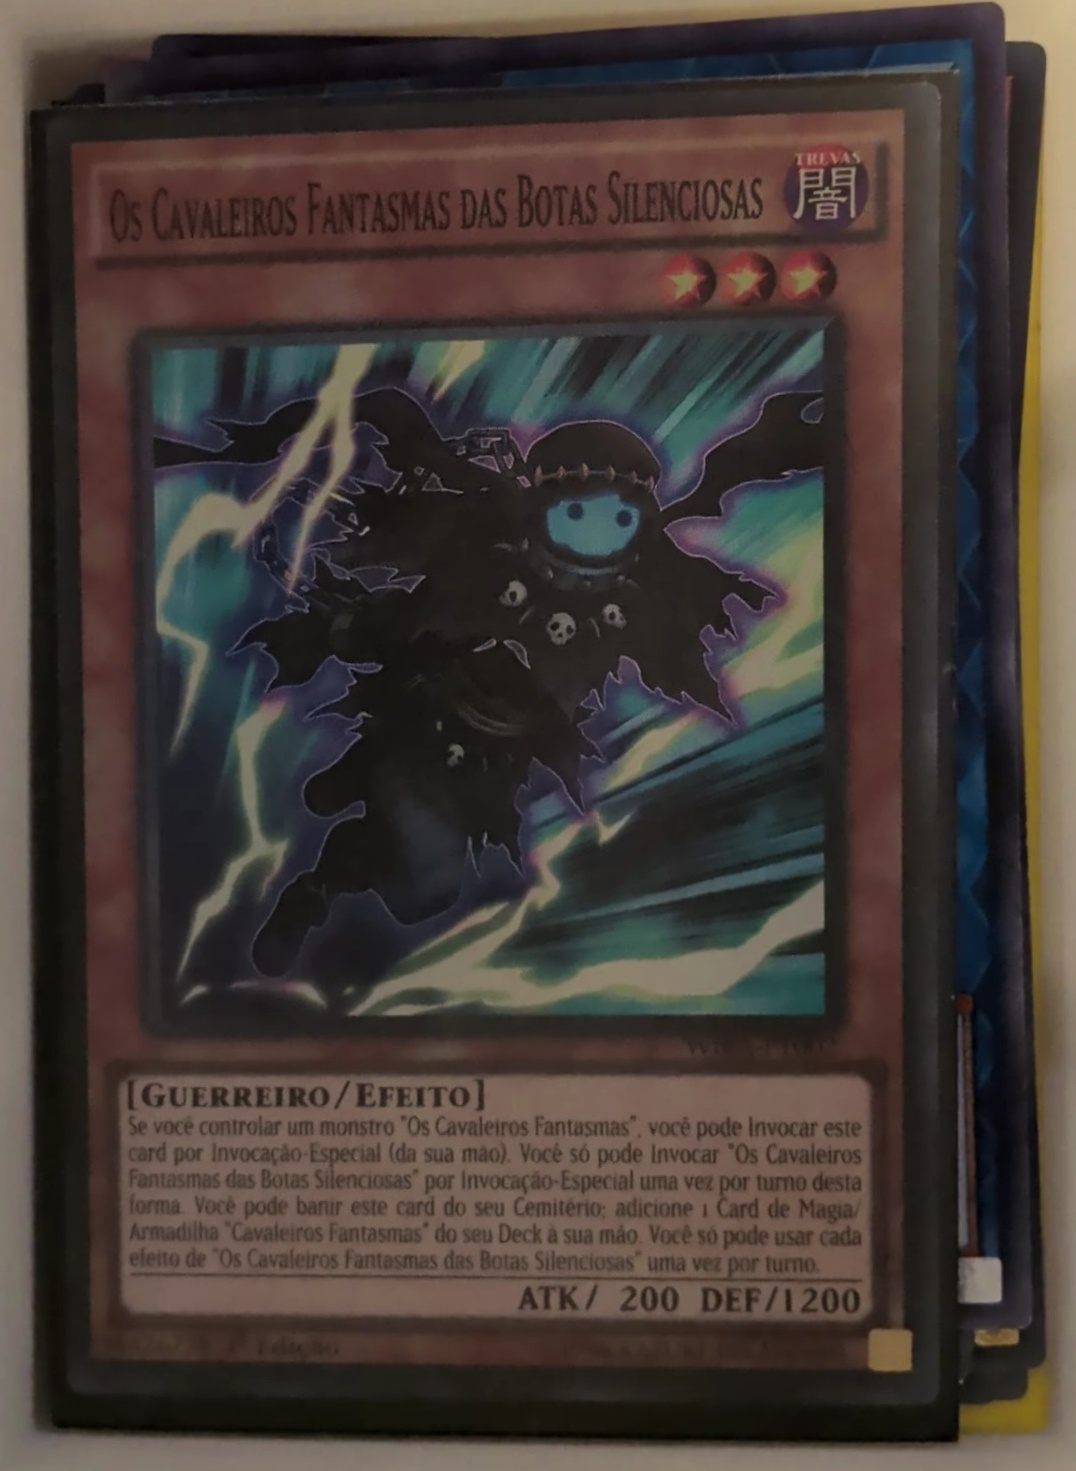 Os Cavaleiros Fantasmas das Botas Silenciosas
TREVAS
闇
[Guerreiro/Efeito]
Se você controlar um monstro "Os Cavaleiros Fantasmas", você pode Invocar este
card por Invocação-Especial (da sua mão). Você só pode Invocar "Os Cavaleiros
Fantasmas das Botas Silenciosas" por Invocação-Especial uma vez por turno desta
forma. Você pode banir este card do seu Cemitério; adicione 1 Card de Magia/
Armadilha "Cavaleiros Fantasmas" do seu Deck à sua mão. Você só pode usar cada
efeito de "Os Cavaleiros Fantasmas das Botas Silenciosas" uma vez por turno.
ATK/ 200 DEF/1200
Edição